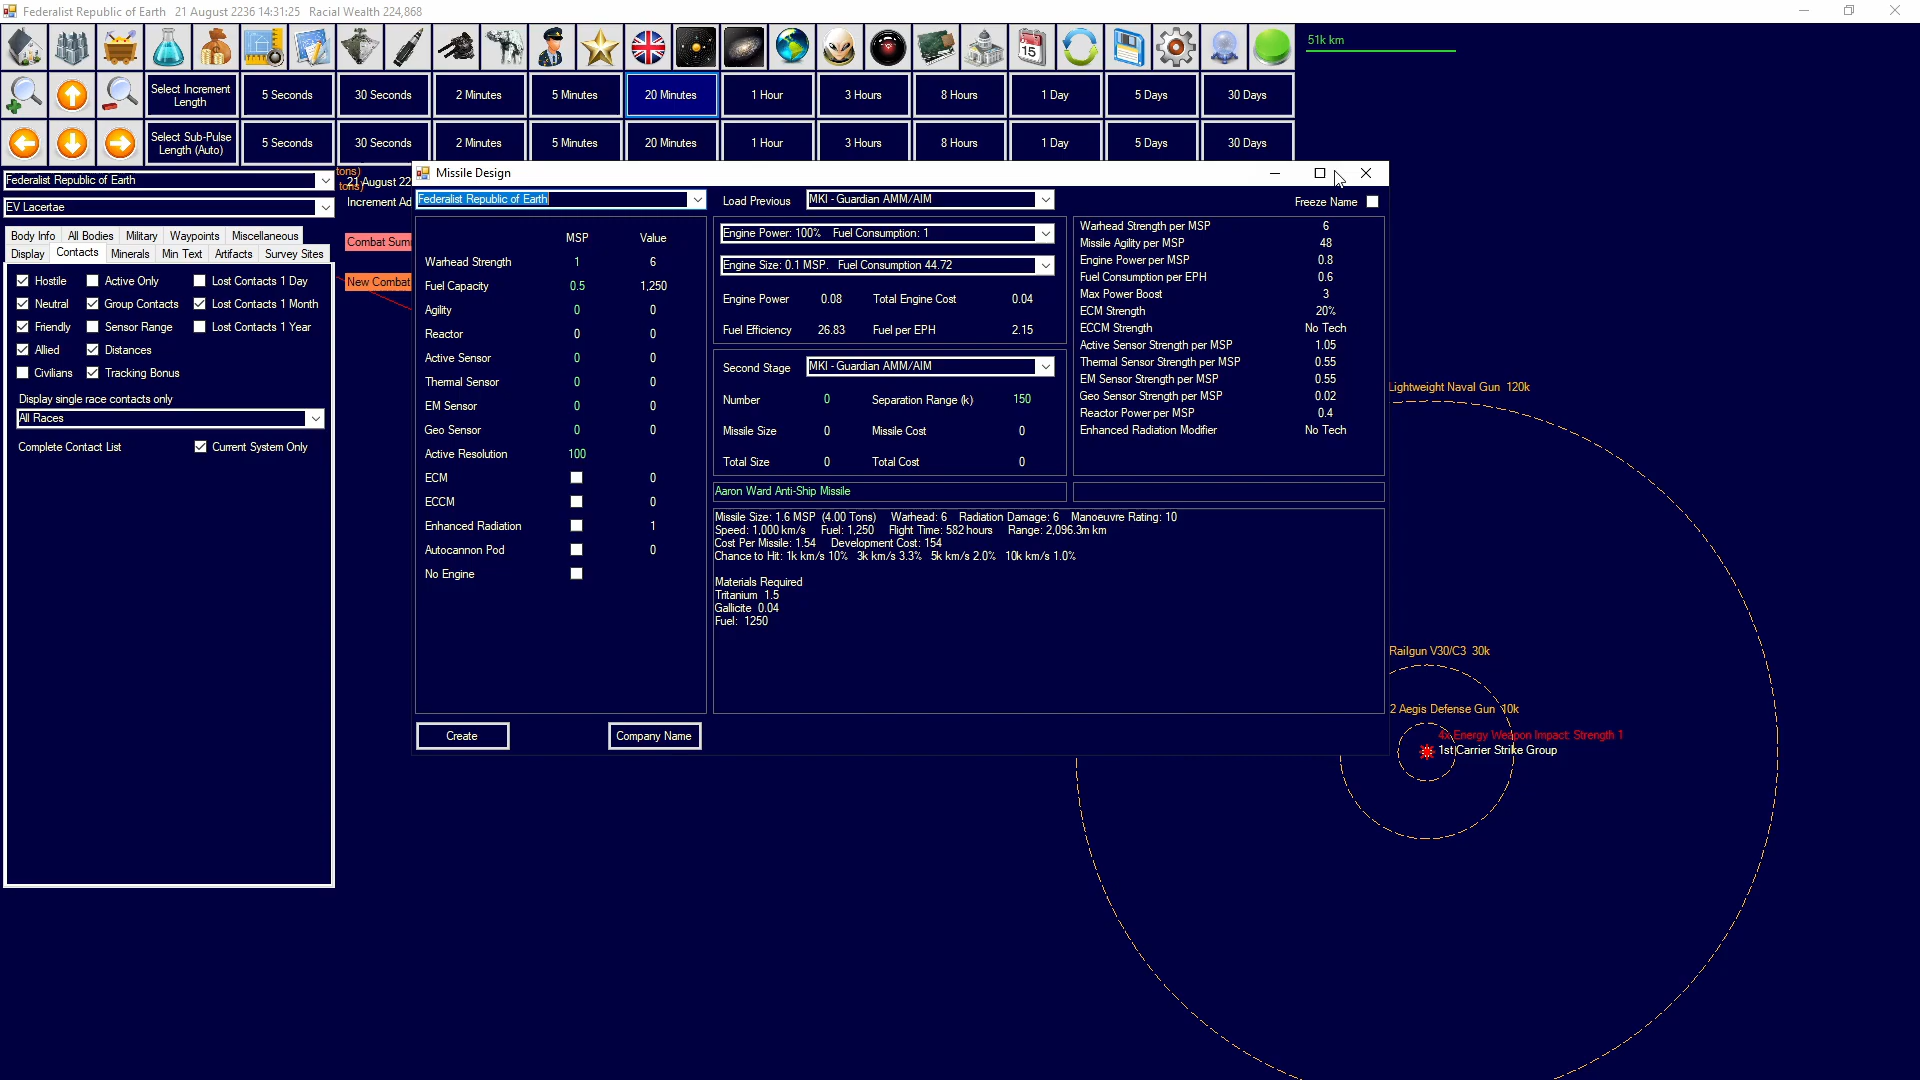 Federalist Republic of Earth   21 August 2236 14:31:25   Racial Wealth 224,868
51k km
Select Increment Length
5 Seconds
30 Seconds
2 Minutes
5 Minutes
20 Minutes
1 Hour
3 Hours
8 Hours
1 Day
5 Days
30 Days
Select Sub-Pulse Length (Auto)
5 Seconds
30 Seconds
2 Minutes
5 Minutes
20 Minutes
1 Hour
3 Hours
8 Hours
1 Day
5 Days
30 Days
Federalist Republic of Earth
EV Lacertae
Body Info   All Bodies   Military   Waypoints   Miscellaneous
Display   Contacts   Minerals   Min Text   Artifacts   Survey Sites
Hostile   Active Only   Lost Contacts 1 Day
Neutral   Group Contacts   Lost Contacts 1 Month
Friendly   Sensor Range   Lost Contacts 1 Year
Allied   Distances
Civilians   Tracking Bonus
Display single race contacts only
All Races
Complete Contact List   Current System Only
tons)
tons)
21 August 22
Increment Ad
Combat Sum
New Combat
Missile Design
Federalist Republic of Earth
Load Previous   MKI - Guardian AMM/AIM
Freeze Name
MSP   Value
Warhead Strength   1   6
Fuel Capacity   0.5   1,250
Agility   0   0
Reactor   0   0
Active Sensor   0   0
Thermal Sensor   0   0
EM Sensor   0   0
Geo Sensor   0   0
Active Resolution   100
ECM   0
ECCM   0
Enhanced Radiation   1
Autocannon Pod   0
No Engine
Create
Company Name
Engine Power: 100%   Fuel Consumption: 1
Engine Size: 0.1 MSP.   Fuel Consumption 44.72
Engine Power   0.08   Total Engine Cost   0.04
Fuel Efficiency   26.83   Fuel per EPH   2.15
Second Stage   MKI - Guardian AMM/AIM
Number   0   Separation Range (k)   150
Missile Size   0   Missile Cost   0
Total Size   0   Total Cost   0
Warhead Strength per MSP   6
Missile Agility per MSP   48
Engine Power per MSP   0.8
Fuel Consumption per EPH   0.6
Max Power Boost   3
ECM Strength   20%
ECCM Strength   No Tech
Active Sensor Strength per MSP   1.05
Thermal Sensor Strength per MSP   0.55
EM Sensor Strength per MSP   0.55
Geo Sensor Strength per MSP   0.02
Reactor Power per MSP   0.4
Enhanced Radiation Modifier   No Tech
Aaron Ward Anti-Ship Missile
Missile Size: 1.6 MSP  (4.00 Tons)   Warhead: 6   Radiation Damage: 6   Manoeuvre Rating: 10
Speed: 1,000 km/s   Fuel: 1,250   Flight Time: 582 hours   Range: 2,096.3m km
Cost Per Missile: 1.54   Development Cost: 154
Chance to Hit: 1k km/s 10%   3k km/s 3.3%   5k km/s 2.0%   10k km/s 1.0%
Materials Required
Tritanium  1.5
Gallicite  0.04
Fuel:  1250
Lightweight Naval Gun  120k
Railgun V30/C3  30k
2 Aegis Defense Gun  10k
4x Energy Weapon Impact: Strength 1
1st Carrier Strike Group